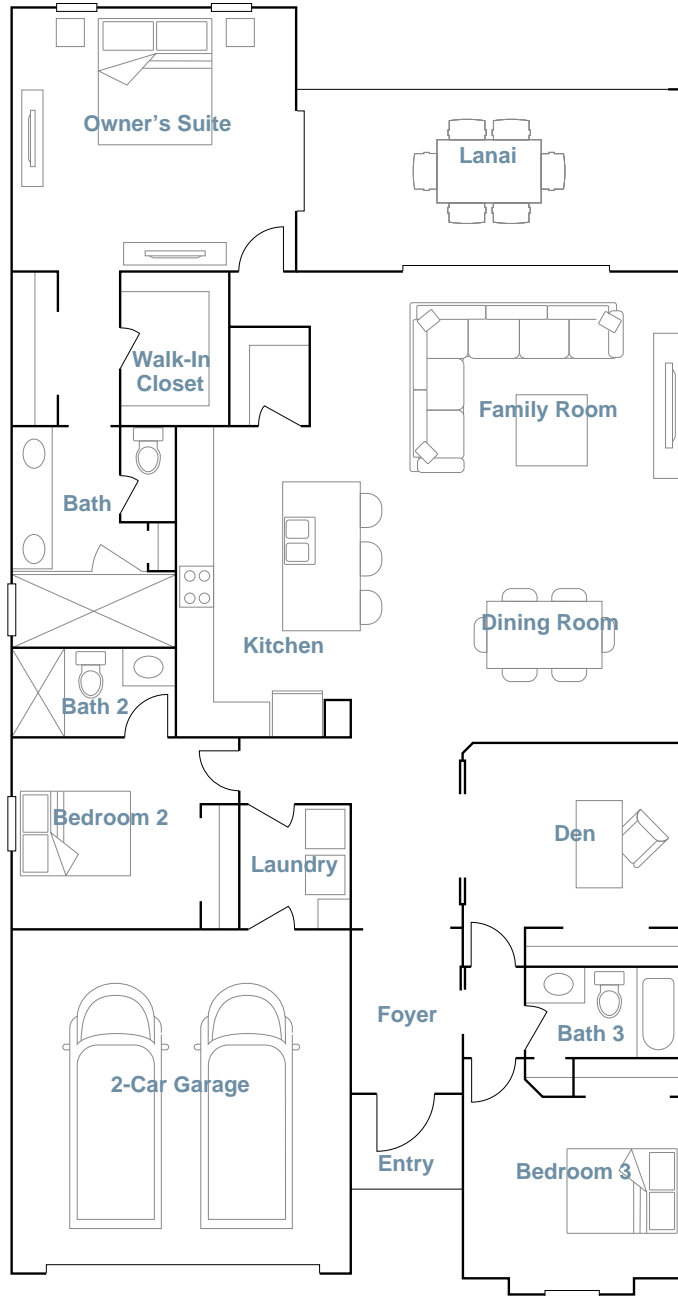 Owner’s Suite
Lanai
Walk-In
Closet
Family Room
Bath
Dining Room
Kitchen
Bath 2
Bedroom 2
Den
Laundry
Foyer
Bath 3
2-Car Garage
Entry
Bedroom 3